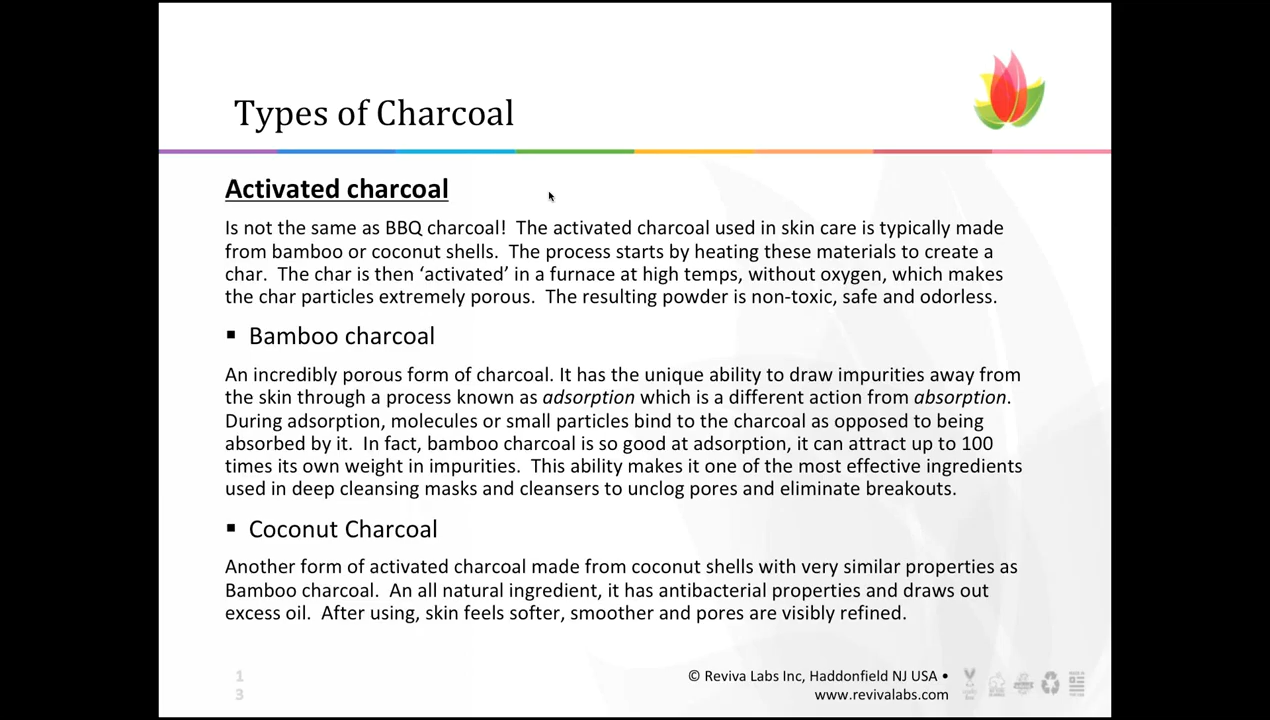 Types of Charcoal
Activated charcoal
Is not the same as BBQ charcoal!  The activated charcoal used in skin care is typically made
from bamboo or coconut shells.  The process starts by heating these materials to create a
char.  The char is then ‘activated’ in a furnace at high temps, without oxygen, which makes
the char particles extremely porous.  The resulting powder is non-toxic, safe and odorless.
▪ Bamboo charcoal
An incredibly porous form of charcoal. It has the unique ability to draw impurities away from
the skin through a process known as adsorption which is a different action from absorption.
During adsorption, molecules or small particles bind to the charcoal as opposed to being
absorbed by it.  In fact, bamboo charcoal is so good at adsorption, it can attract up to 100
times its own weight in impurities.  This ability makes it one of the most effective ingredients
used in deep cleansing masks and cleansers to unclog pores and eliminate breakouts.
▪ Coconut Charcoal
Another form of activated charcoal made from coconut shells with very similar properties as
Bamboo charcoal.  An all natural ingredient, it has antibacterial properties and draws out
excess oil.  After using, skin feels softer, smoother and pores are visibly refined.
1
3
© Reviva Labs Inc, Haddonfield NJ USA •
www.revivalabs.com